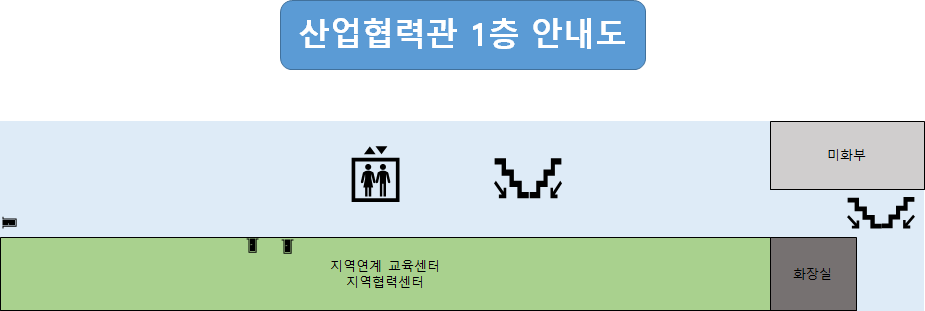 산업협력관 1층 안내도
미화부
지역연계 교육센터
지역협력센터
화장실